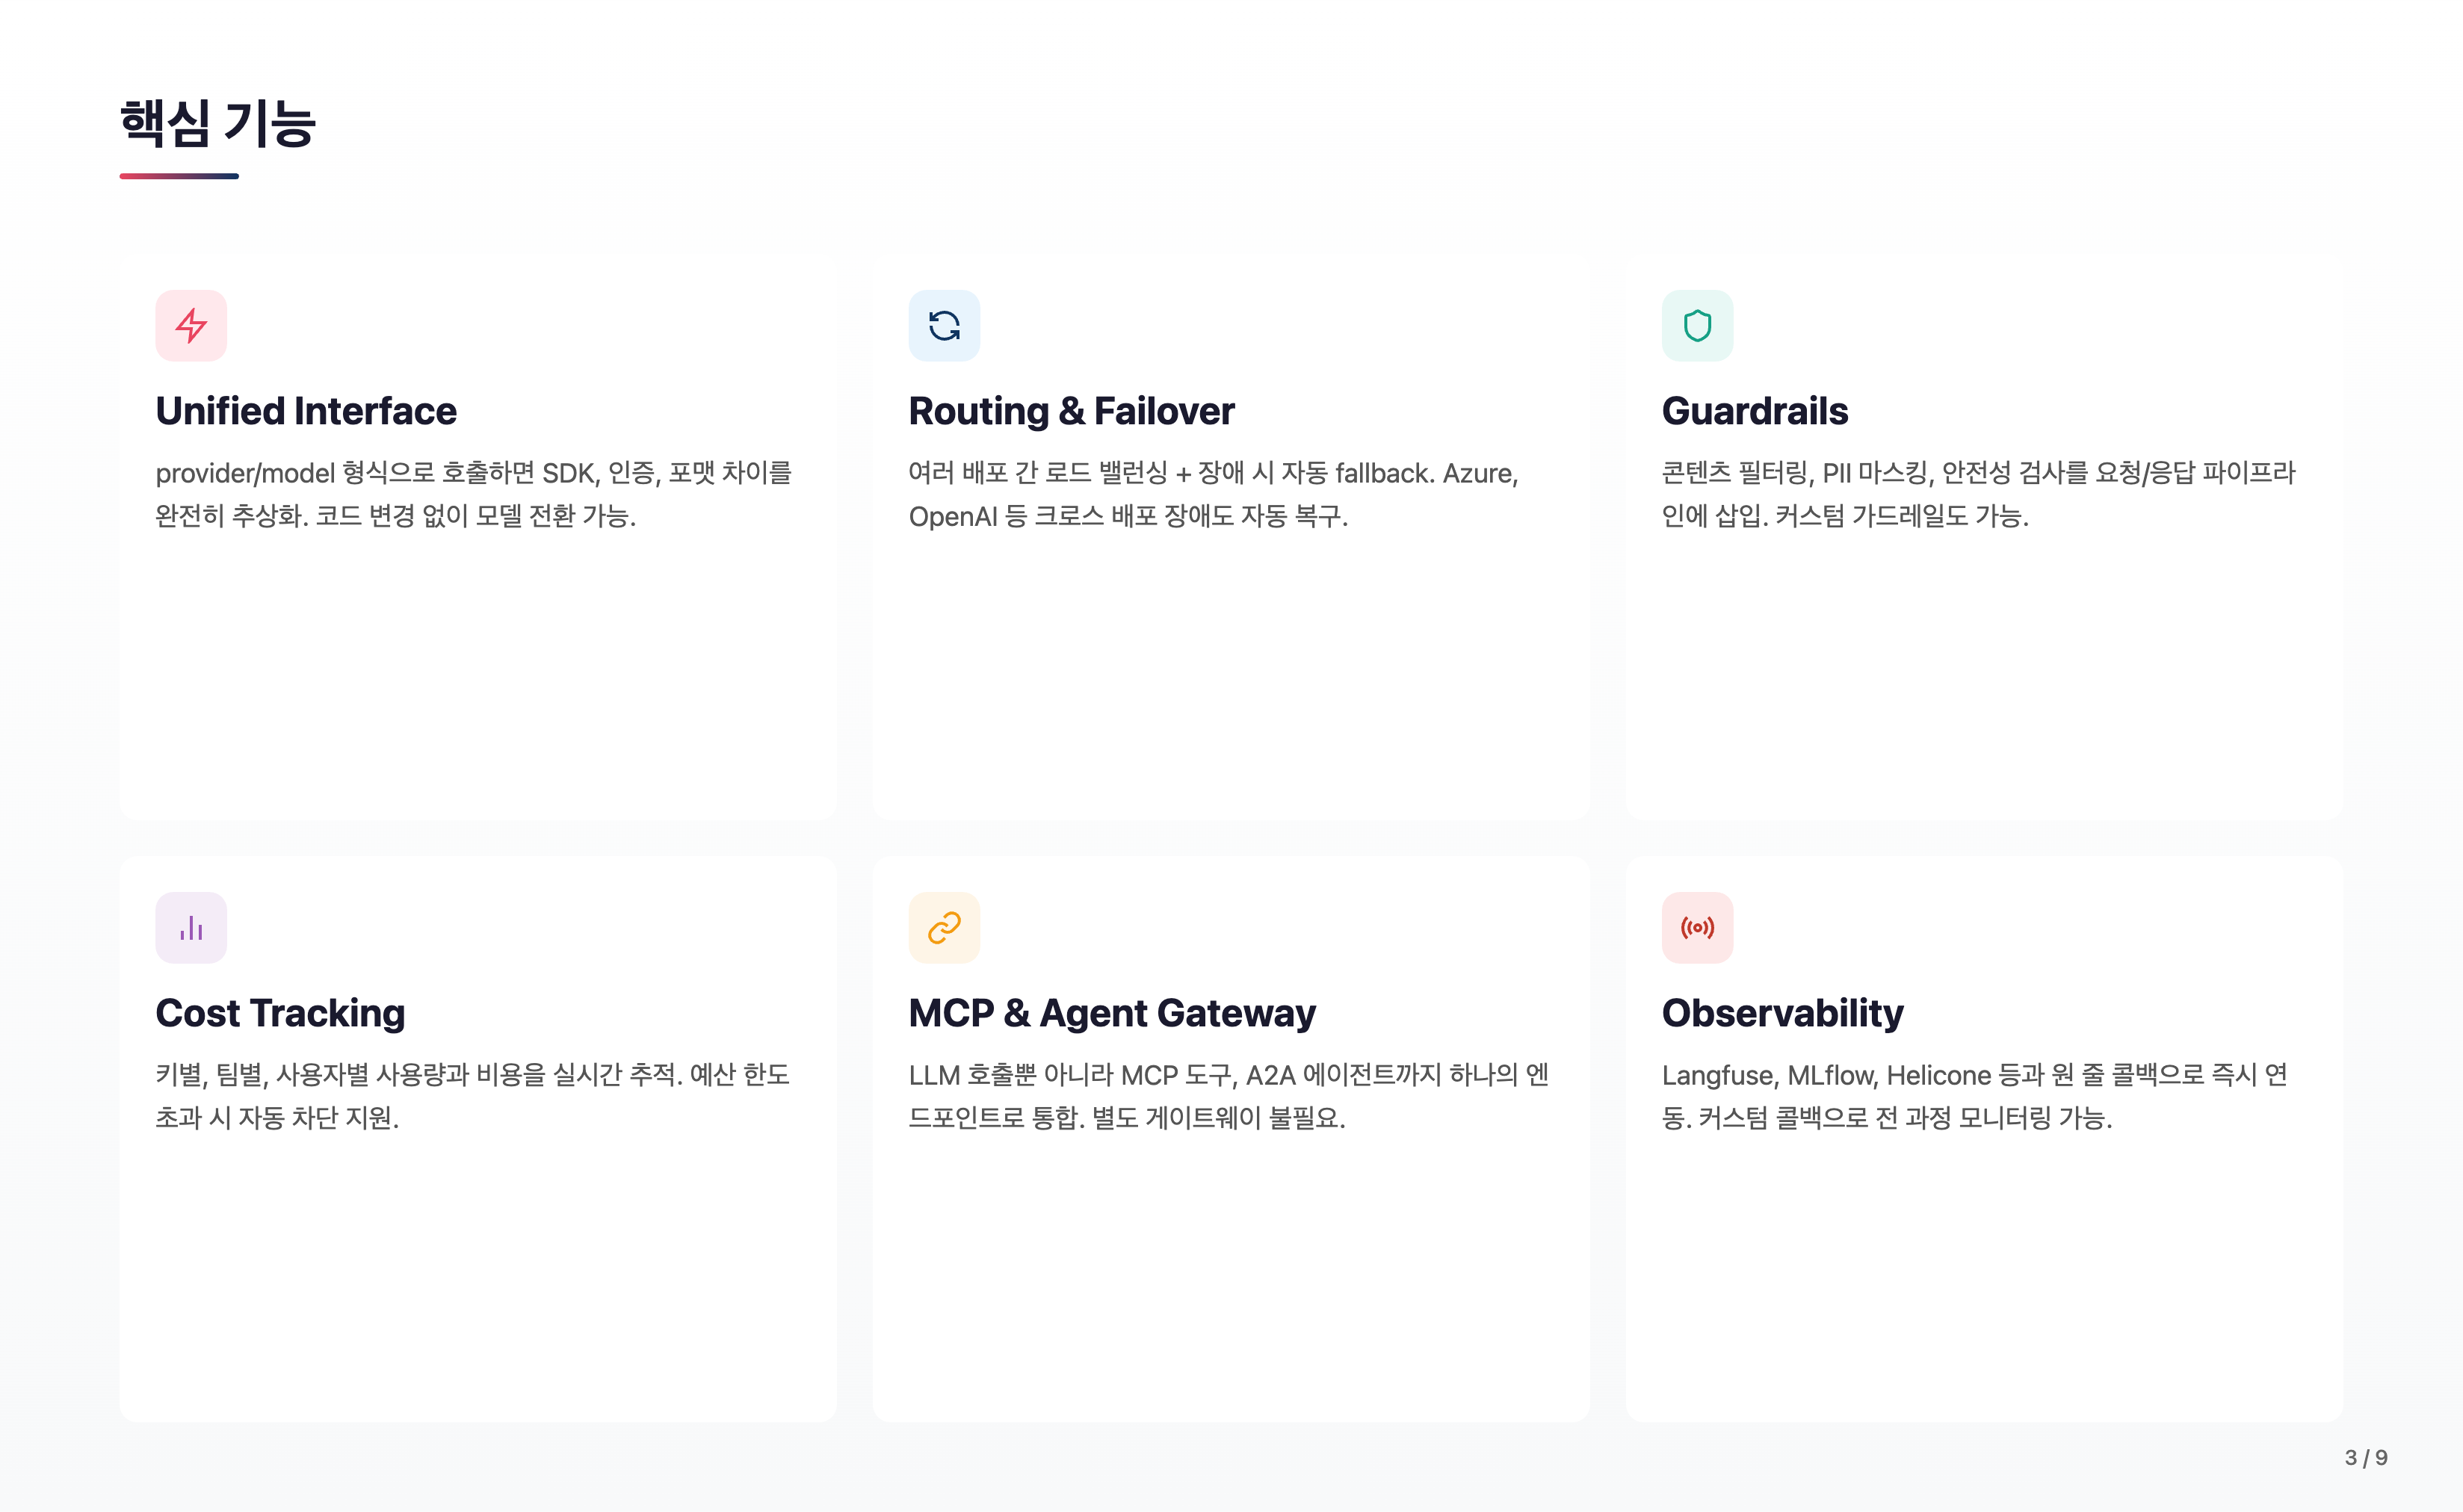 핵심 기능
Unified Interface
provider/model 형식으로 호출하면 SDK, 인증, 포맷 차이를
완전히 추상화. 코드 변경 없이 모델 전환 가능.
Routing & Failover
여러 배포 간 로드 밸런싱 + 장애 시 자동 fallback. Azure,
OpenAI 등 크로스 배포 장애도 자동 복구.
Guardrails
콘텐츠 필터링, PII 마스킹, 안전성 검사를 요청/응답 파이프라
인에 삽입. 커스텀 가드레일도 가능.
Cost Tracking
키별, 팀별, 사용자별 사용량과 비용을 실시간 추적. 예산 한도
초과 시 자동 차단 지원.
MCP & Agent Gateway
LLM 호출뿐 아니라 MCP 도구, A2A 에이전트까지 하나의 엔
드포인트로 통합. 별도 게이트웨이 불필요.
Observability
Langfuse, MLflow, Helicone 등과 원 줄 콜백으로 즉시 연
동. 커스텀 콜백으로 전 과정 모니터링 가능.
3 / 9